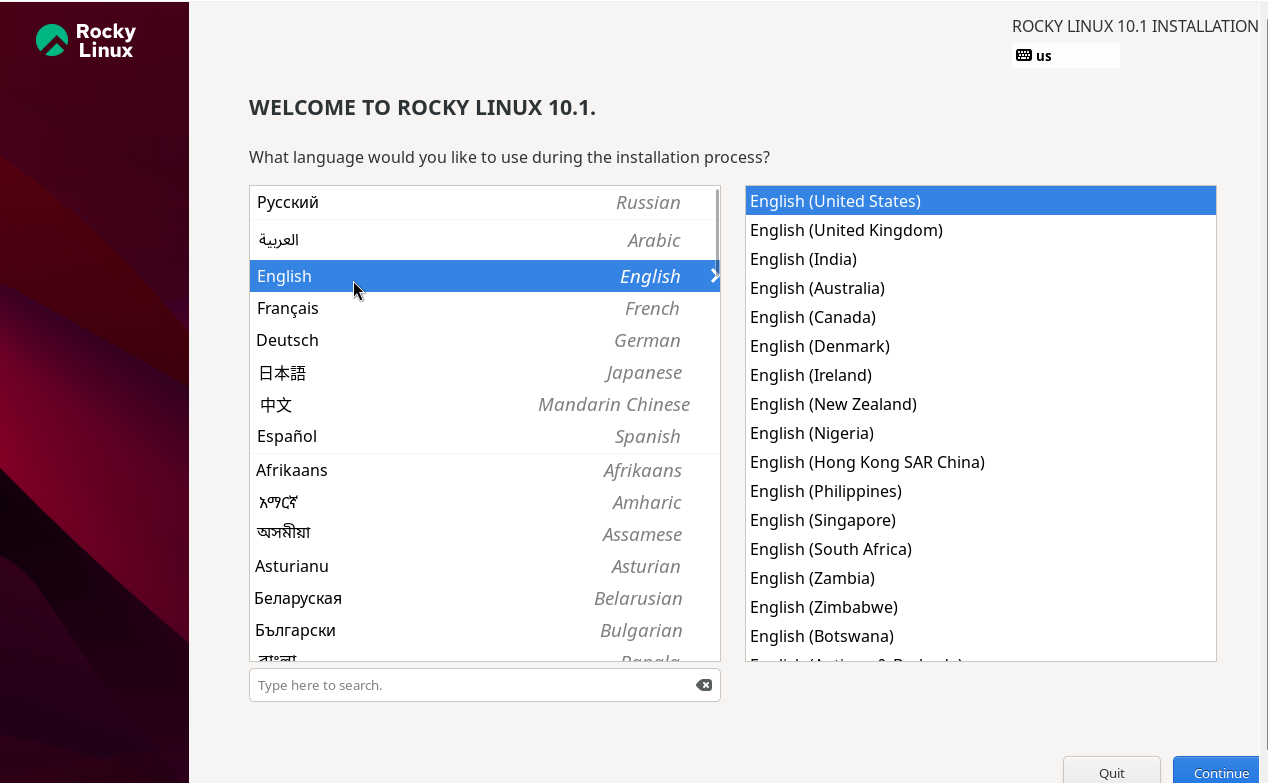 Rocky
Linux
ROCKY LINUX 10.1 INSTALLATION
us
WELCOME TO ROCKY LINUX 10.1.
What language would you like to use during the installation process?
Русский Russian
العربية Arabic
English English
Français French
Deutsch German
日本語 Japanese
中文 Mandarin Chinese
Español Spanish
Afrikaans Afrikaans
አማርኛ Amharic
অসমীয়া Assamese
Asturianu Asturian
Беларуская Belarusian
Български Bulgarian
বাংলা Bangla
English (United States)
English (United Kingdom)
English (India)
English (Australia)
English (Canada)
English (Denmark)
English (Ireland)
English (New Zealand)
English (Nigeria)
English (Hong Kong SAR China)
English (Philippines)
English (Singapore)
English (South Africa)
English (Zambia)
English (Zimbabwe)
English (Botswana)
English (Antigua & Barbuda)
Type here to search.
Quit
Continue